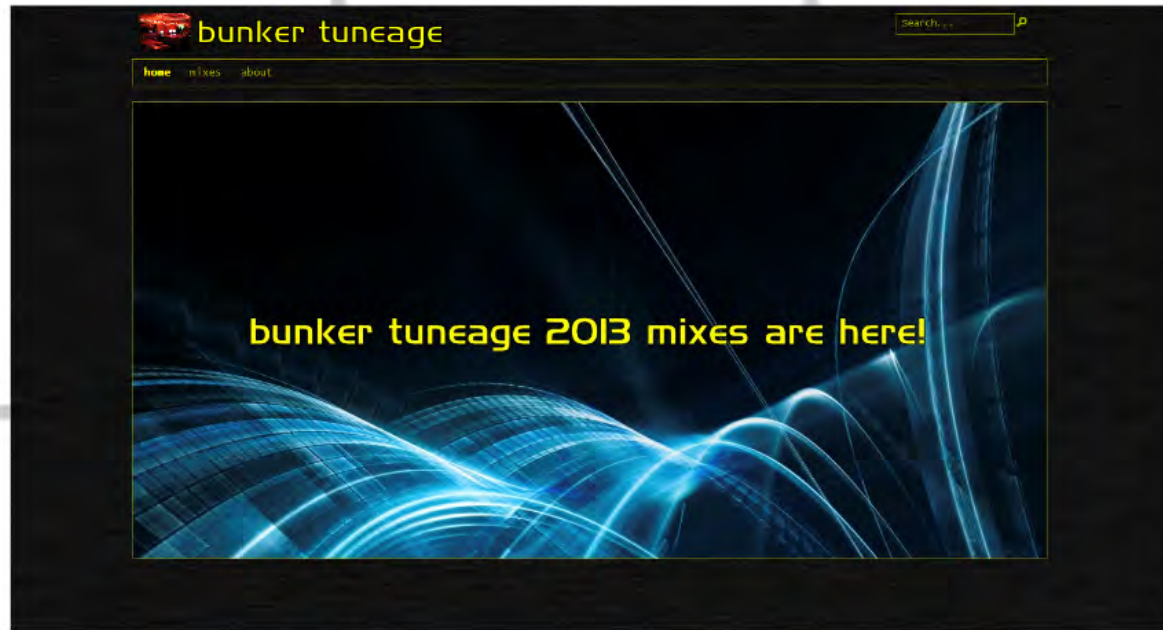 bunker tuneage
search...
home mixes about
bunker tuneage 2013 mixes are here!